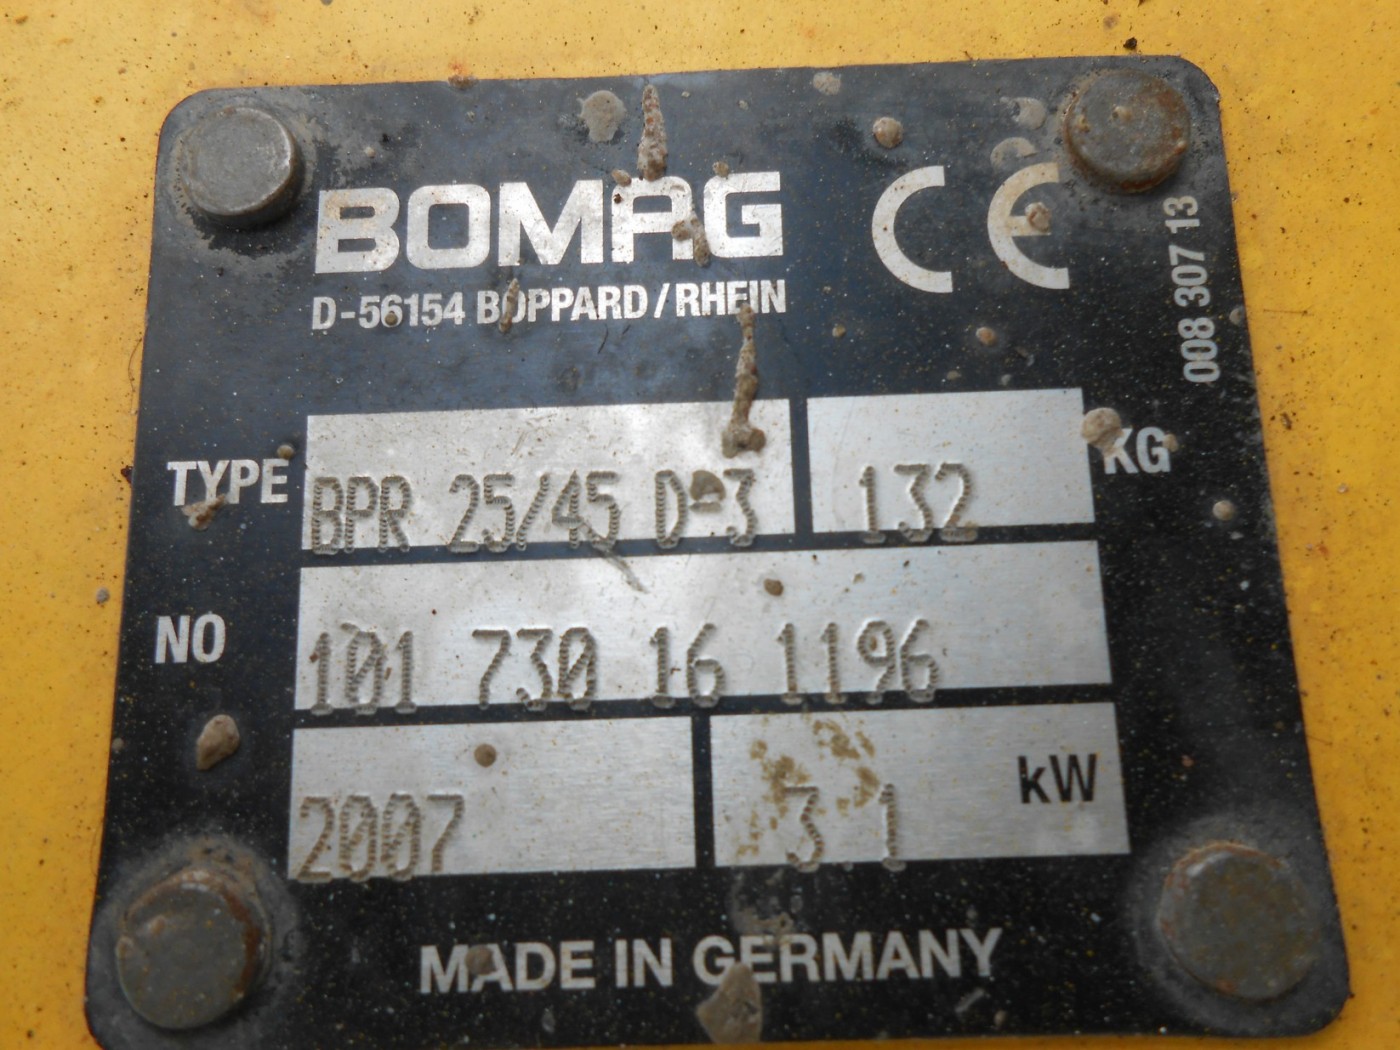 BOMAG CE
D-56154 BOPPARD/RHEIN
008 307 13
TYPE BPR 25/45 D-3 132 KG
NO 101 730 16 1196
2007 3 1 kW
MADE IN GERMANY